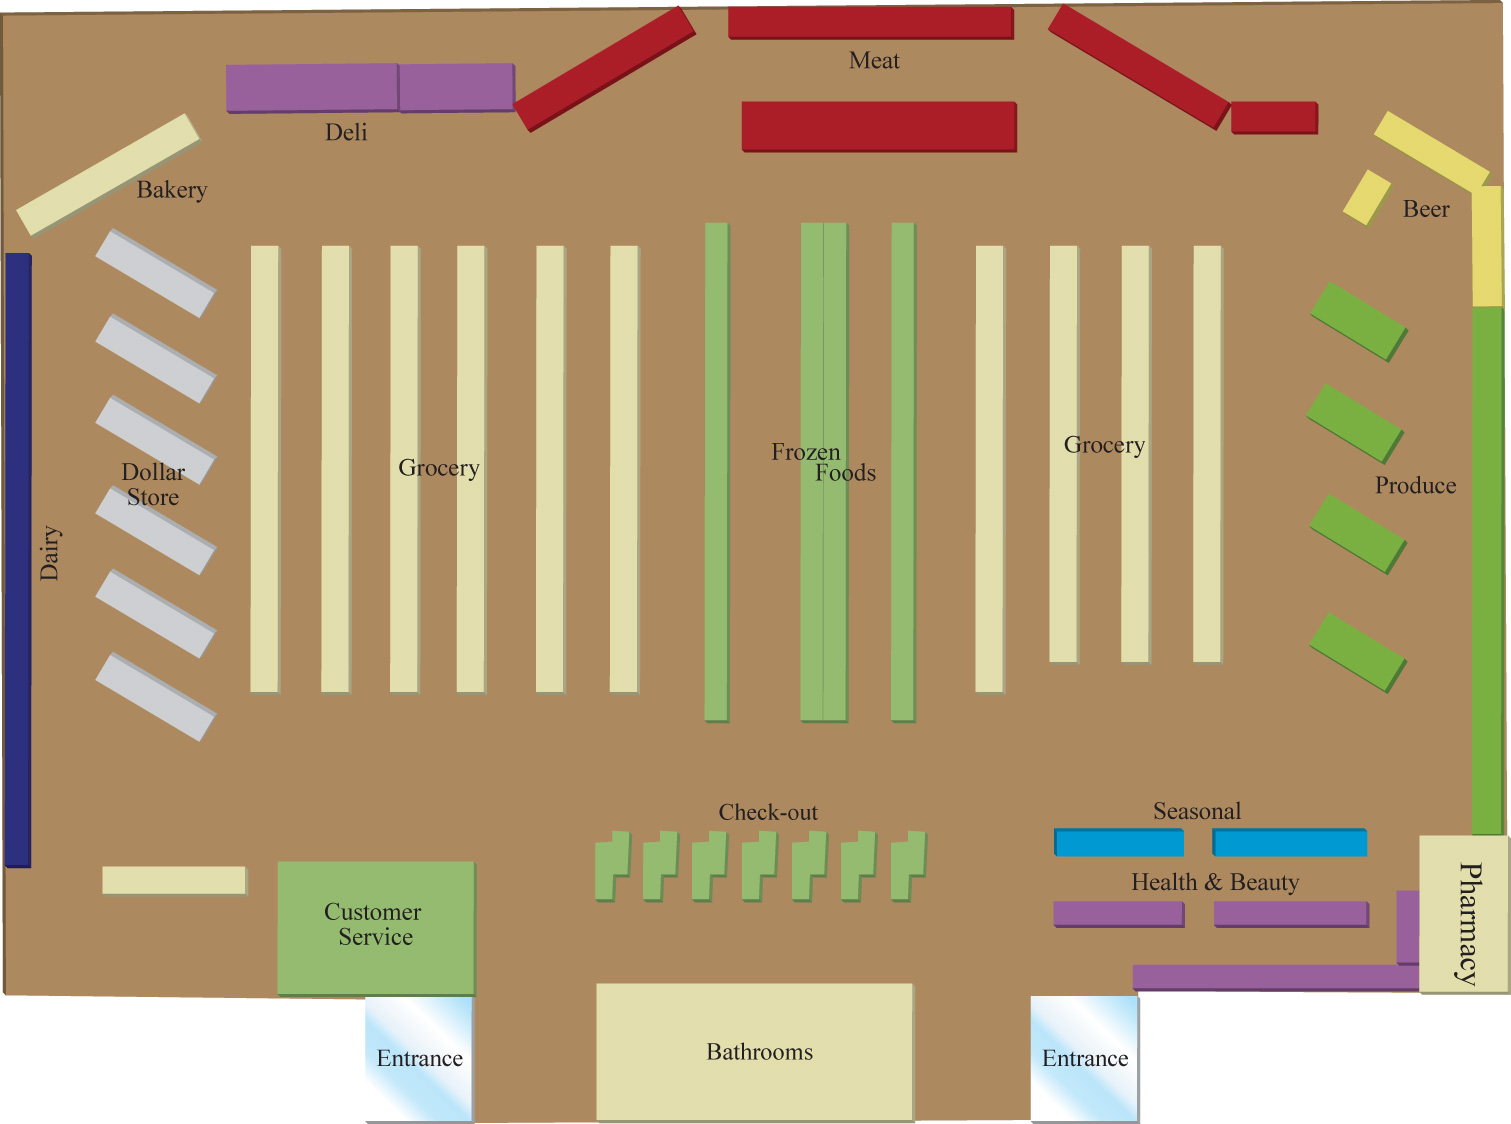 Meat
Deli
Bakery
Beer
Dairy
Dollar
Store
Grocery
Frozen
Foods
Grocery
Produce
Check-out
Seasonal
Health & Beauty
Pharmacy
Customer
Service
Entrance
Bathrooms
Entrance